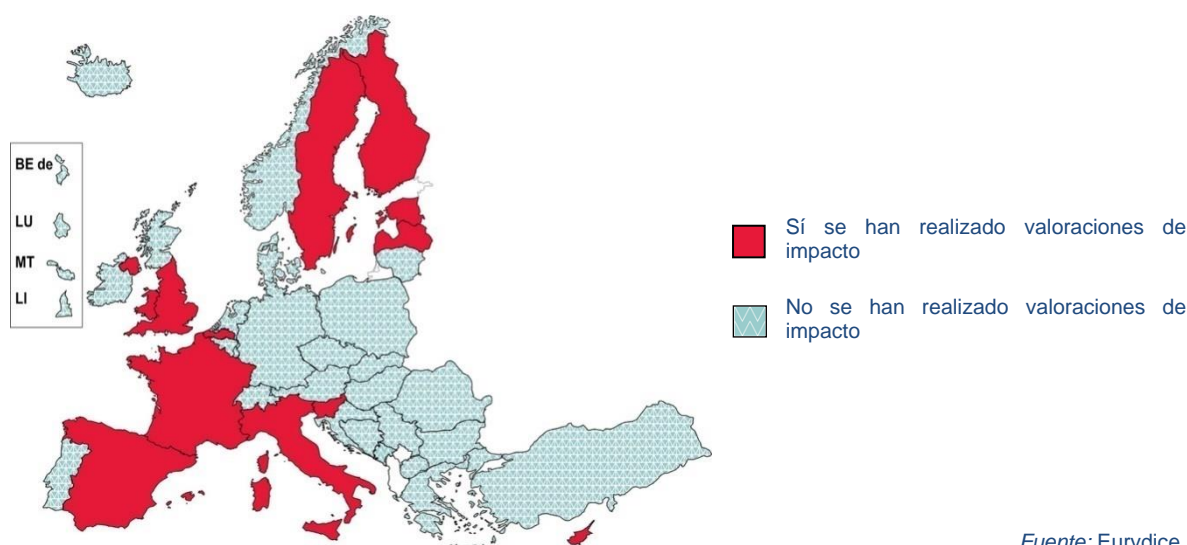 BE de
LU
MT
LI
Sí se han realizado valoraciones de
impacto
No se han realizado valoraciones de
impacto
Fuente: Eurydice